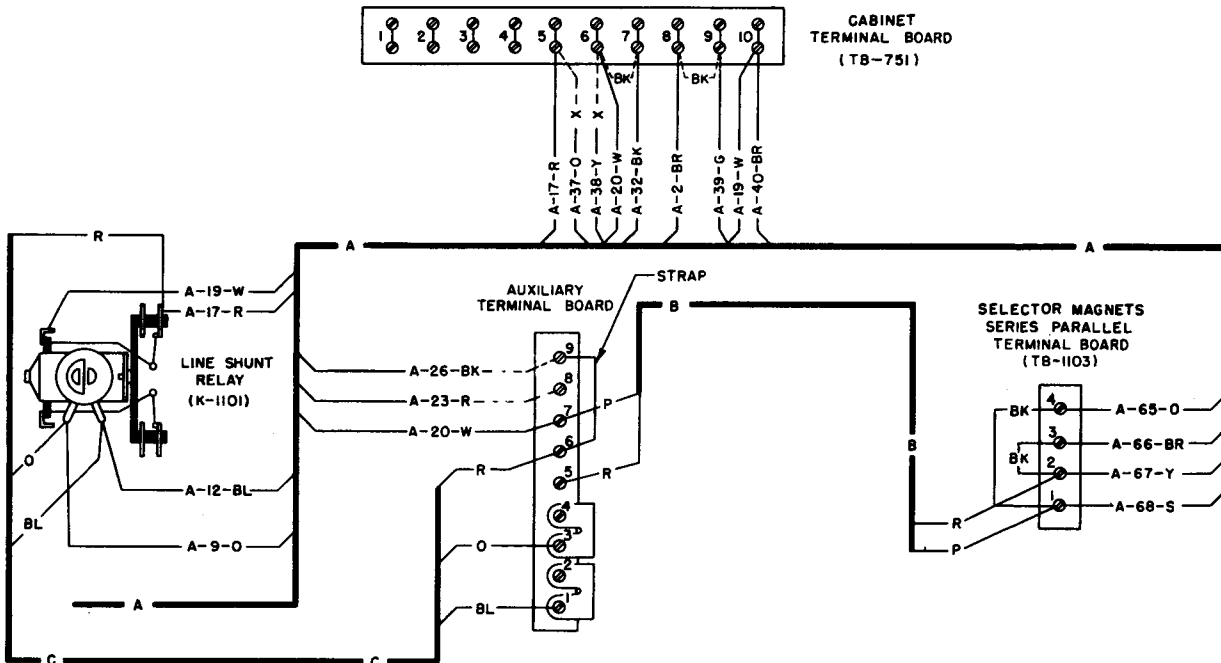 CABINET
TERMINAL BOARD
(TB-751)
1 2 3 4 5 6 7 8 9 10
BK BK
X X
A-17-R
A-37-O
A-38-Y
A-20-W
A-32-BK
A-2-BR
A-39-G
A-19-W
A-40-BR
R
A A
A-19-W
A-17-R
LINE SHUNT
RELAY
(K-1101)
O
BL
A-12-BL
A-9-O
A
C C
AUXILIARY
TERMINAL BOARD
STRAP
B
9
8
7
6
5
4
3
2
1
A-26-BK
A-23-R
A-20-W
P
R
R
O
BL
SELECTOR MAGNETS
SERIES PARALLEL
TERMINAL BOARD
(TB-1103)
B
BK 4 A-65-O
3 A-66-BR
BK
2 A-67-Y
1 A-68-S
R
P